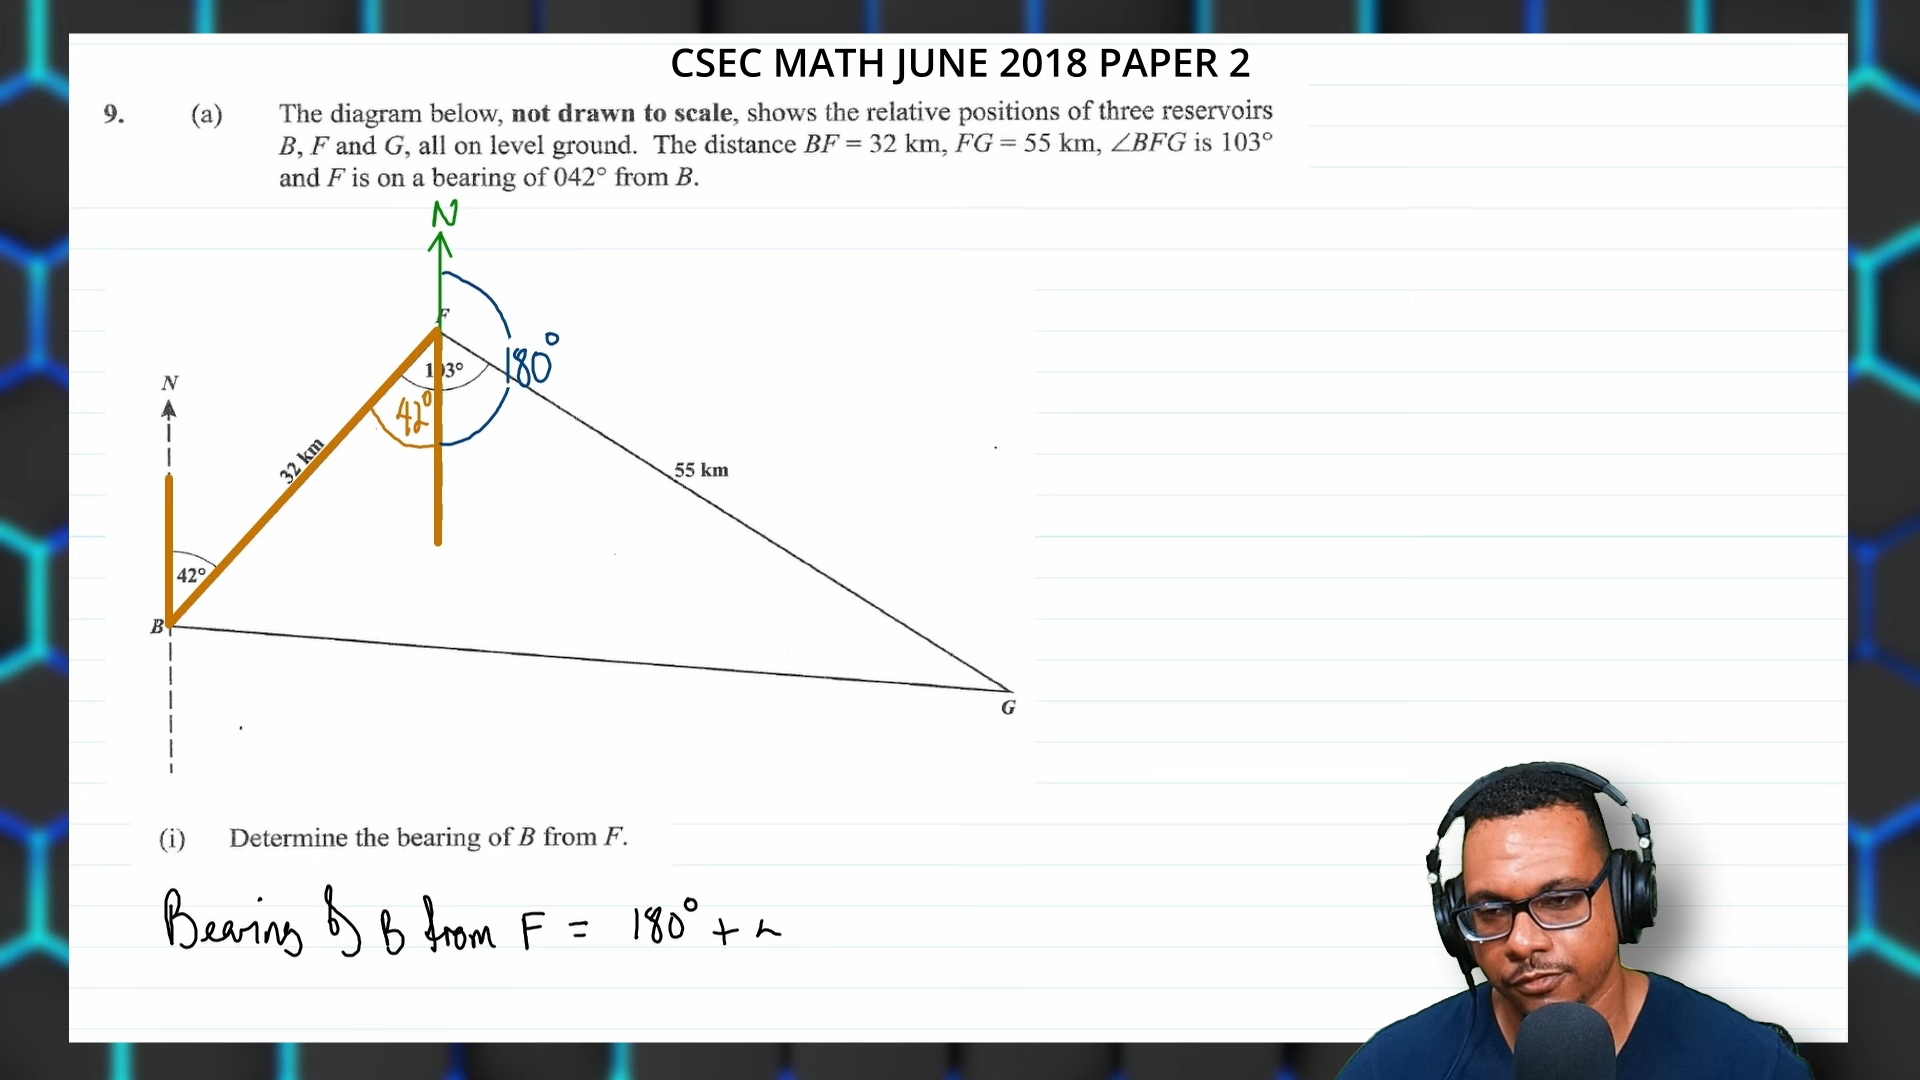 CSEC MATH JUNE 2018 PAPER 2
9. (a) The diagram below, not drawn to scale, shows the relative positions of three reservoirs
B, F and G, all on level ground. The distance BF = 32 km, FG = 55 km, ∠BFG is 103°
and F is on a bearing of 042° from B.
N
F
103°
180°
N
42°
32 km
55 km
42°
B
G
(i) Determine the bearing of B from F.
Bearing of B from F = 180° +